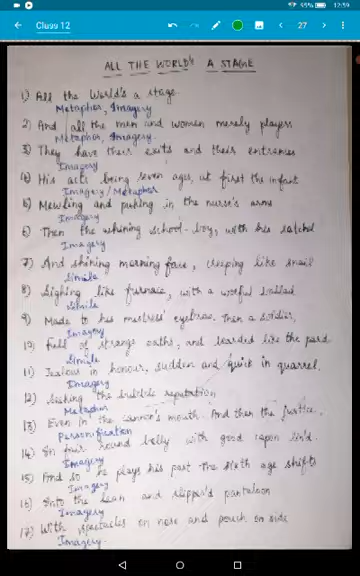 95% 12:59
Class 12
27
ALL THE WORLD'S A STAGE
1) All the World's a stage
Metaphor, Imagery
2) And all the men and women merely players
Metaphor, Imagery.
3) They have their exits and their entrances
Imagery
4) His acts being seven ages, at first the infant
Imagery/Metaphor
5) Mewling and puking in the nurse's arms
Imagery
6) Then the whining school-boy, with his satchel
Imagery
7) And shining morning face, creeping like snail
Simile
8) Sighing like furnace, with a woeful ballad
Simile
9) Made to his mistress' eyebrow. Then a soldier,
Imagery
10) Full of strange oaths, and bearded like the pard
Simile
11) Jealous in honour, sudden and quick in quarrel,
Imagery
12) Seeking the bubble reputation
Metaphor
13) Even in the cannon's mouth. And then the justice,
Personification
14) In fair round belly with good capon lin'd,
Imagery
15) And so he plays his part. The sixth age shifts
Imagery
16) Into the lean and slipper'd pantaloon
Imagery
17) With spectacles on nose and pouch on side
Imagery.